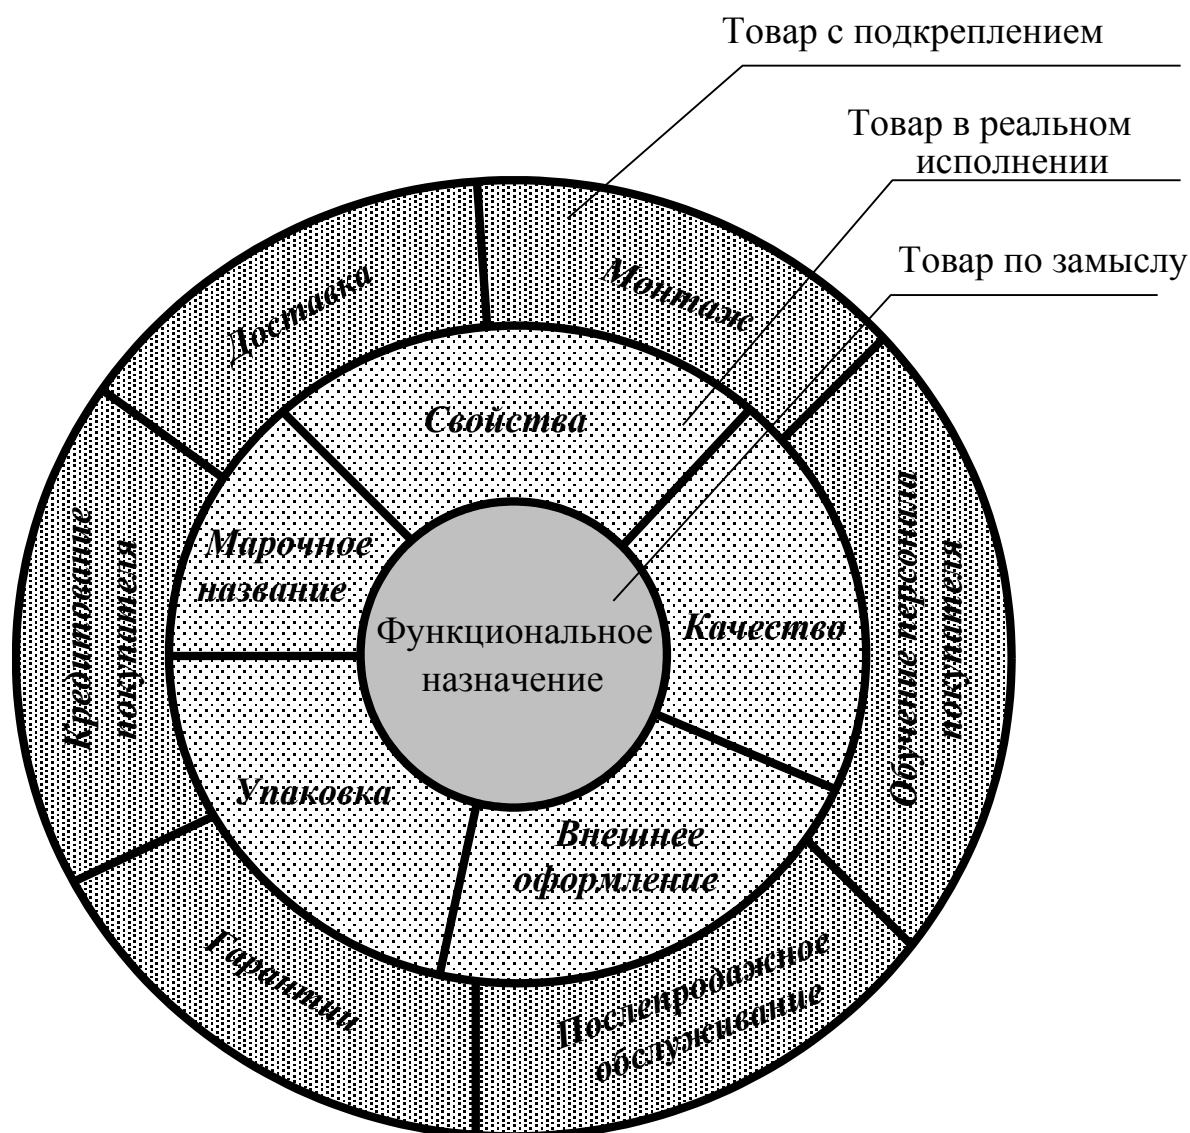 Товар с подкреплением
Товар в реальном
исполнении
Товар по замыслу
Доставка
Монтаж
Свойства
Марочное
название
Кредитование
покупателя
Функциональное
назначение
Качество
Обучение персонала
покупателя
Упаковка
Внешнее
оформление
Гарантии
Послепродажное
обслуживание